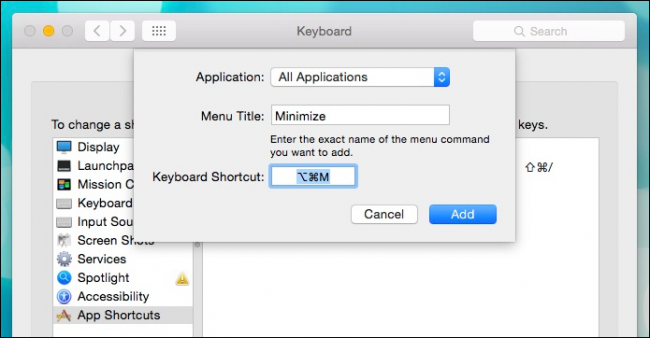 Keyboard
Search
Application: All Applications
Menu Title: Minimize
Enter the exact name of the menu command
you want to add.
Keyboard Shortcut: ⌥⌘M
Cancel Add
To change a sh
keys.
Display
Launchpa
Mission C
⇧⌘/
Keyboard
Input Sou
Screen Shots
Services
Spotlight
Accessibility
App Shortcuts